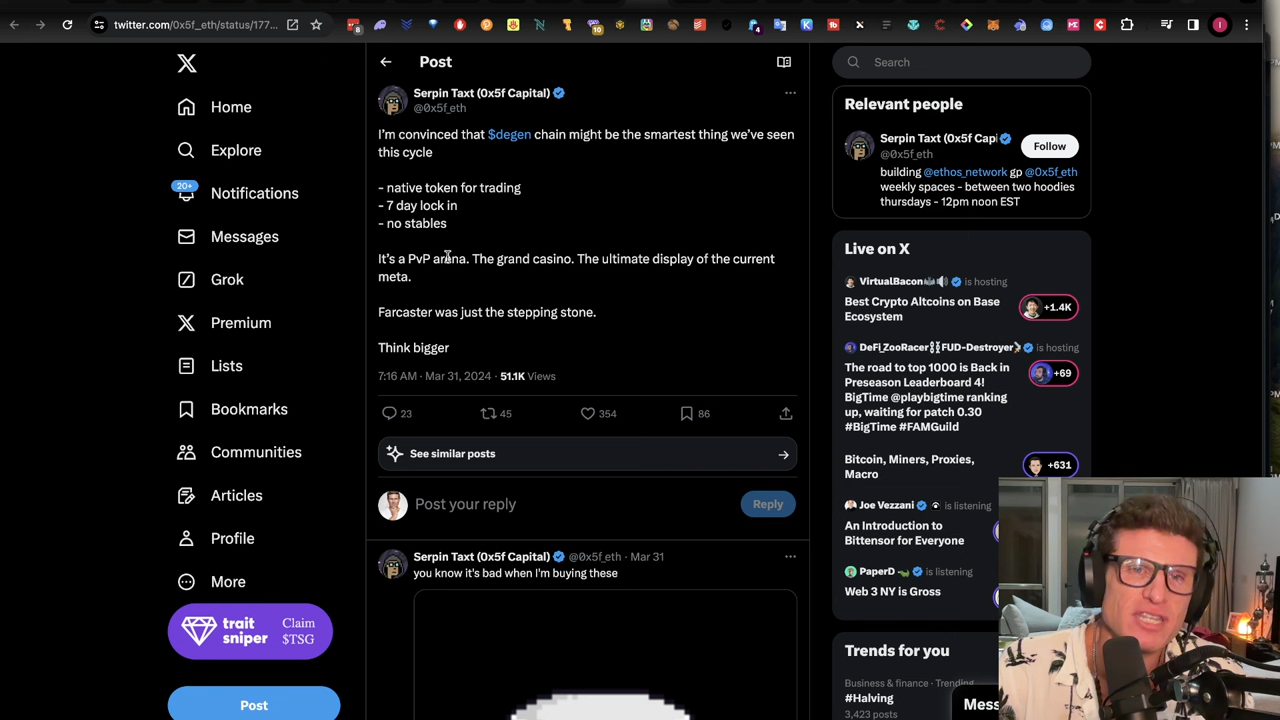 twitter.com/0x5f_eth/status/177...
8
10
4
I
Home
Explore
20+
Notifications
Messages
Grok
Premium
Lists
Bookmarks
Communities
Articles
Profile
More
trait
sniper
Claim
$TSG
Post
Post
Serpin Taxt (0x5f Capital)
@0x5f_eth
I'm convinced that $degen chain might be the smartest thing we've seen
this cycle
- native token for trading
- 7 day lock in
- no stables
It's a PvP arena. The grand casino. The ultimate display of the current
meta.
Farcaster was just the stepping stone.
Think bigger
7:16 AM · Mar 31, 2024 · 51.1K Views
23
45
354
86
See similar posts
Post your reply
Reply
Serpin Taxt (0x5f Capital) @0x5f_eth · Mar 31
you know it's bad when I'm buying these
Search
Relevant people
Serpin Taxt (0x5f Capi
@0x5f_eth
Follow
building @ethos_network gp @0x5f_eth
weekly spaces - between two hoodies
thursdays - 12pm noon EST
Live on X
VirtualBacon is hosting
Best Crypto Altcoins on Base
Ecosystem
+1.4K
DeFi_ZooRacer FUD-Destroyer is hosting
The road to top 1000 is Back in
Preseason Leaderboard 4!
BigTime @playbigtime ranking
up, waiting for patch 0.30
#BigTime #FAMGuild
+69
Bitcoin, Miners, Proxies,
Macro
+631
Joe Vezzani is listening
An Introduction to
Bittensor for Everyone
PaperD is listening
Web 3 NY is Gross
Trends for you
Business & finance · Trending
#Halving
3,423 posts
Mess